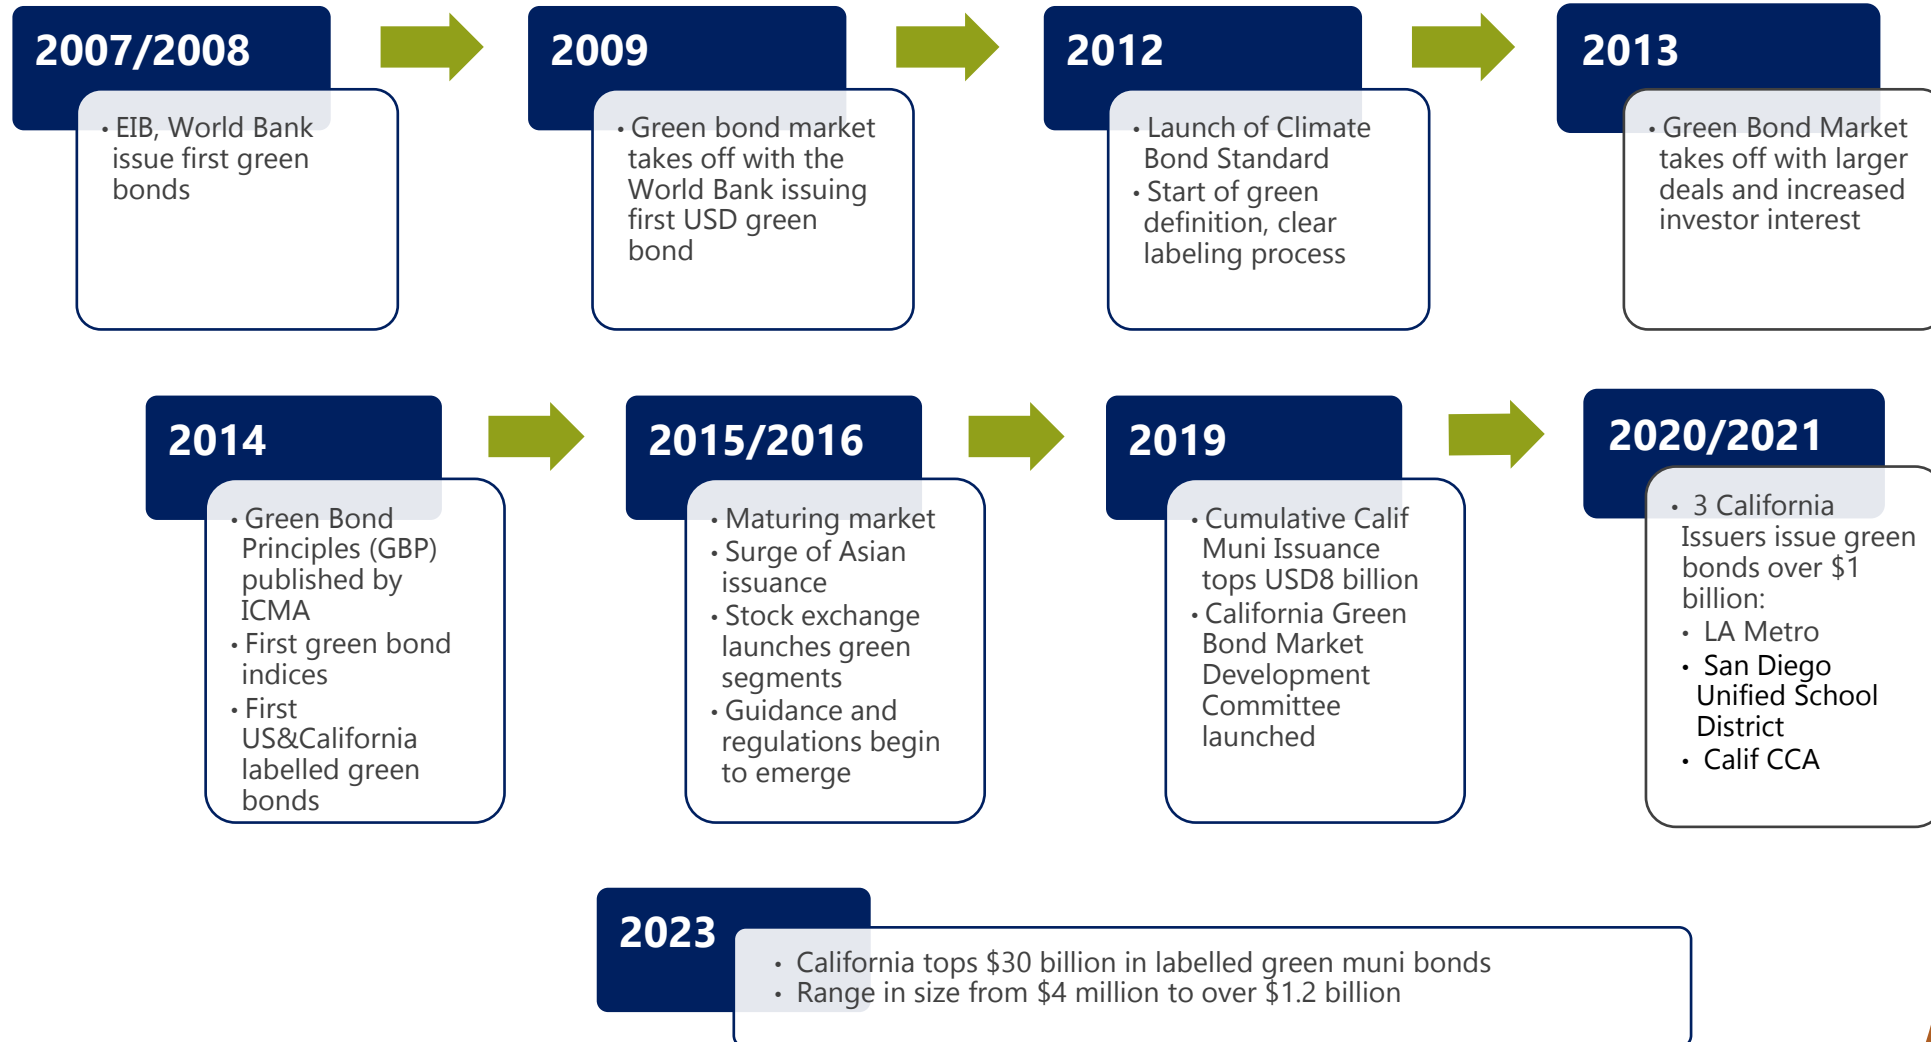 2007/2008
• EIB, World Bank
issue first green
bonds
2009
• Green bond market
takes off with the
World Bank issuing
first USD green
bond
2012
• Launch of Climate
Bond Standard
• Start of green
definition, clear
labeling process
2013
• Green Bond Market
takes off with larger
deals and increased
investor interest
2014
• Green Bond
Principles (GBP)
published by
ICMA
• First green bond
indices
• First
US&California
labelled green
bonds
2015/2016
• Maturing market
• Surge of Asian
issuance
• Stock exchange
launches green
segments
• Guidance and
regulations begin
to emerge
2019
• Cumulative Calif
Muni Issuance
tops USD8 billion
• California Green
Bond Market
Development
Committee
launched
2020/2021
• 3 California
Issuers issue green
bonds over $1
billion:
• LA Metro
• San Diego
Unified School
District
• Calif CCA
2023
• California tops $30 billion in labelled green muni bonds
• Range in size from $4 million to over $1.2 billion